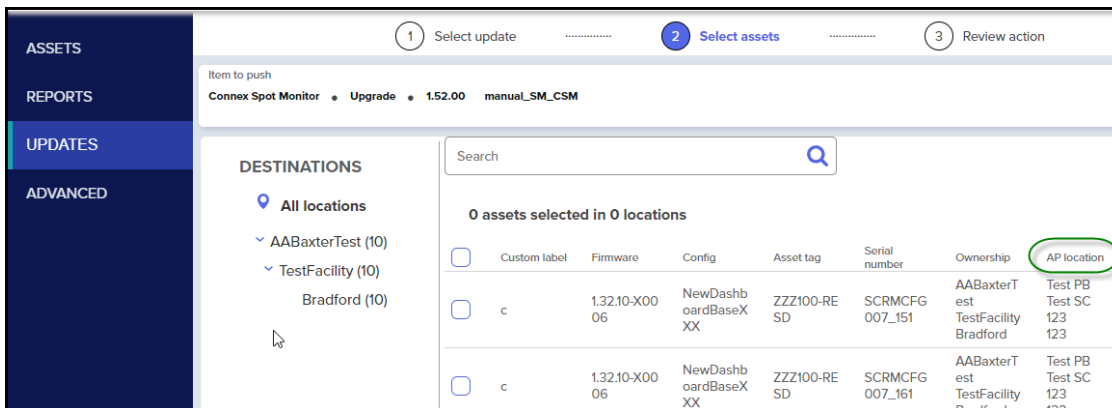 ASSETS
REPORTS
UPDATES
ADVANCED
1 Select update
2 Select assets
3 Review action
Item to push
Connex Spot Monitor • Upgrade • 1.52.00 manual_SM_CSM
DESTINATIONS
All locations
AABaxterTest (10)
TestFacility (10)
Bradford (10)
Search
0 assets selected in 0 locations
Custom label Firmware Config Asset tag Serial number Ownership AP location
c
1.32.10-X00
06
NewDashb
oardBaseX
XX
ZZZ100-RE
SD
SCRMCFG
007_151
AABaxterT
est
TestFacility
Bradford
Test PB
Test SC
123
123
c
1.32.10-X00
06
NewDashb
oardBaseX
XX
ZZZ100-RE
SD
SCRMCFG
007_161
AABaxterT
est
TestFacility
Test PB
Test SC
123